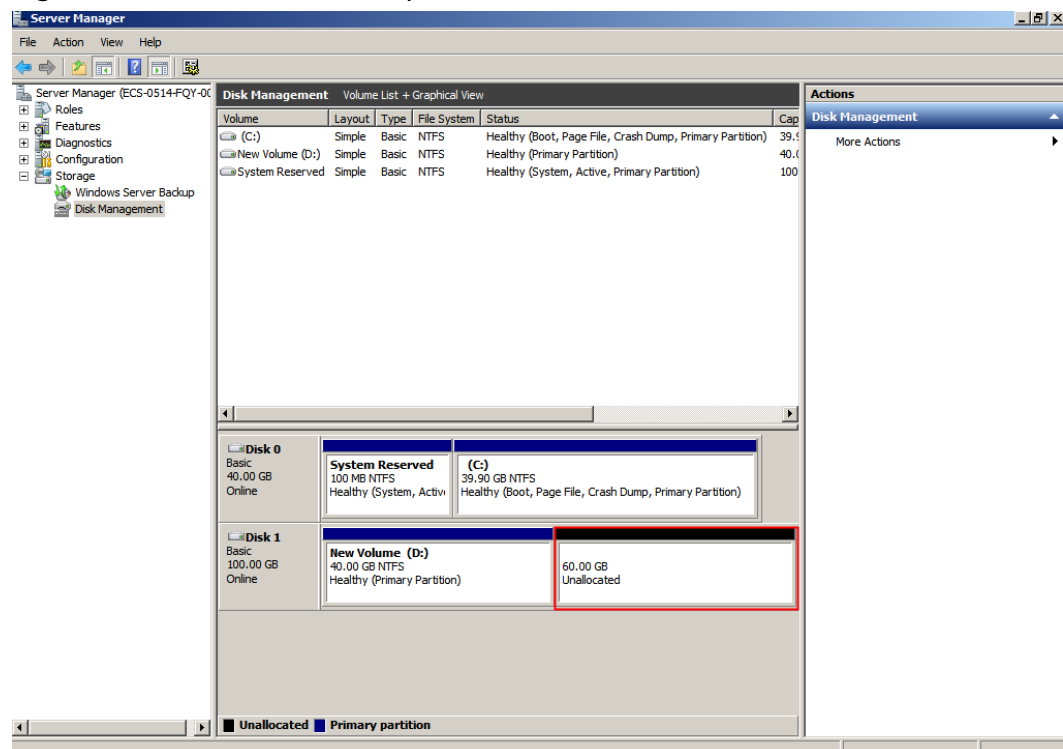 Server Manager
File Action View Help
Server Manager (ECS-0514-FQY-00
Roles
Features
Diagnostics
Configuration
Storage
Windows Server Backup
Disk Management
Disk Management Volume List + Graphical View
Volume Layout Type File System Status Cap
(C:) Simple Basic NTFS Healthy (Boot, Page File, Crash Dump, Primary Partition) 39.9
New Volume (D:) Simple Basic NTFS Healthy (Primary Partition) 40.0
System Reserved Simple Basic NTFS Healthy (System, Active, Primary Partition) 100
Disk 0
Basic
40.00 GB
Online
System Reserved
100 MB NTFS
Healthy (System, Active
(C:)
39.90 GB NTFS
Healthy (Boot, Page File, Crash Dump, Primary Partition)
Disk 1
Basic
100.00 GB
Online
New Volume (D:)
40.00 GB NTFS
Healthy (Primary Partition)
60.00 GB
Unallocated
Unallocated Primary partition
Actions
Disk Management
More Actions